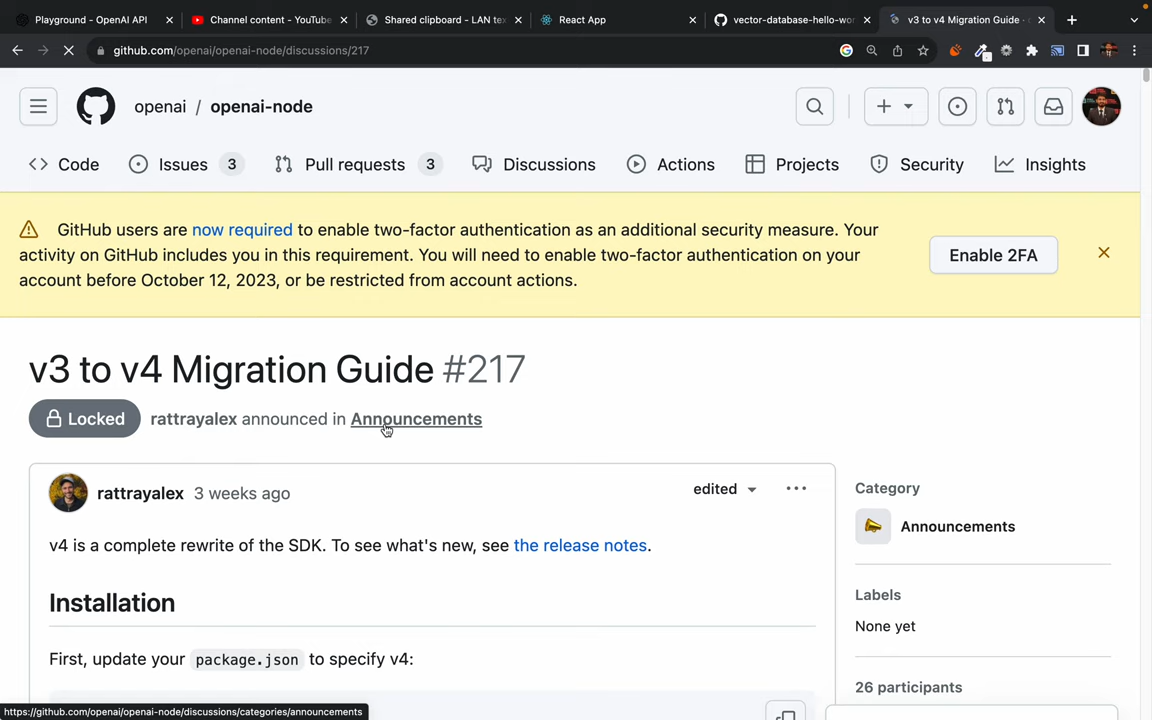 Playground - OpenAI API
Channel content - YouTube
Shared clipboard - LAN tex
React App
vector-database-hello-wor
v3 to v4 Migration Guide ·
github.com/openai/openai-node/discussions/217
openai / openai-node
Code
Issues 3
Pull requests 3
Discussions
Actions
Projects
Security
Insights
GitHub users are now required to enable two-factor authentication as an additional security measure. Your
activity on GitHub includes you in this requirement. You will need to enable two-factor authentication on your
account before October 12, 2023, or be restricted from account actions.
Enable 2FA
v3 to v4 Migration Guide #217
Locked
rattrayalex announced in Announcements
rattrayalex 3 weeks ago
edited
v4 is a complete rewrite of the SDK. To see what's new, see the release notes.
Installation
First, update your package.json to specify v4:
Category
Announcements
Labels
None yet
26 participants
https://github.com/openai/openai-node/discussions/categories/announcements